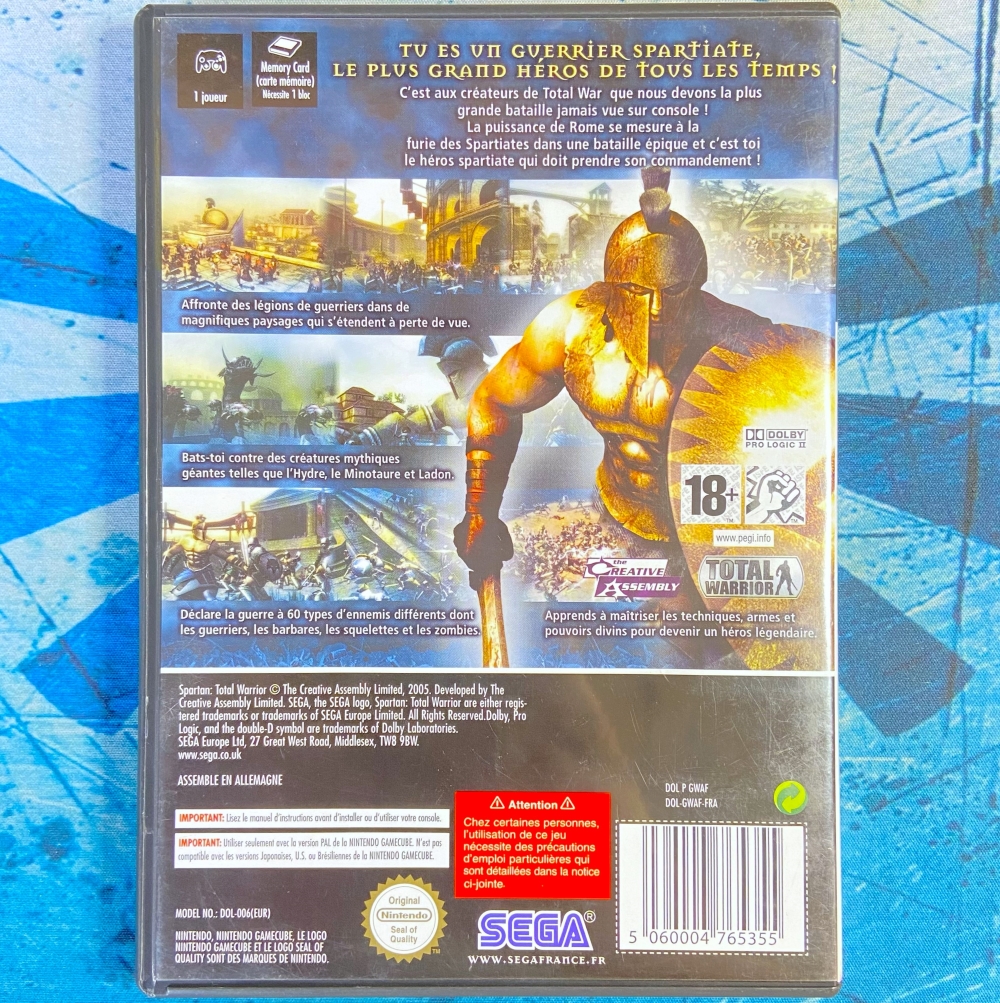 1 joueur
Memory Card
(carte mémoire)
Nécessite 1 bloc
TU ES UN GUERRIER SPARTIATE,
LE PLUS GRAND HÉROS DE TOUS LES TEMPS !
C'est aux créateurs de Total War que nous devons la plus
grande bataille jamais vue sur console !
La puissance de Rome se mesure à la
furie des Spartiates dans une bataille épique et c'est toi
le héros spartiate qui doit prendre son commandement !
Affronte des légions de guerriers dans de
magnifiques paysages qui s'étendent à perte de vue.
Bats-toi contre des créatures mythiques
géantes telles que l'Hydre, le Minotaure et Ladon.
DOLBY
PRO LOGIC II
18+
www.pegi.info
the
CREATIVE
ASSEMBLY
TOTAL
WARRIOR
Déclare la guerre à 60 types d'ennemis différents dont
les guerriers, les barbares, les squelettes et les zombies.
Apprends à maîtriser les techniques, armes et
pouvoirs divins pour devenir un héros légendaire.
Spartan: Total Warrior © The Creative Assembly Limited, 2005. Developed by The
Creative Assembly Limited. SEGA, the SEGA logo, Spartan: Total Warrior are either regis-
tered trademarks or trademarks of SEGA Europe Limited. All Rights Reserved.Dolby, Pro
Logic, and the double-D symbol are trademarks of Dolby Laboratories.
SEGA Europe Ltd, 27 Great West Road, Middlesex, TW8 9BW.
www.sega.co.uk
ASSEMBLE EN ALLEMAGNE
DOL P GWAF
DOL-GWAF-FRA
IMPORTANT: Lisez le manuel d'instructions avant d'installer ou d'utiliser votre console.
IMPORTANT: Utiliser seulement avec la version PAL de la NINTENDO GAMECUBE. N'est pas
compatible avec les versions Japonaises, U.S. ou Brésiliennes de la NINTENDO GAMECUBE.
⚠ Attention ⚠
Chez certaines personnes,
l'utilisation de ce jeu
nécessite des précautions
d'emploi particulières qui
sont détaillées dans la notice
ci-jointe.
MODEL NO.: DOL-006(EUR)
NINTENDO, NINTENDO GAMECUBE, LE LOGO
NINTENDO GAMECUBE ET LE LOGO SEAL OF
QUALITY SONT DES MARQUES DE NINTENDO.
Original
Nintendo
Seal of
Quality
TM
SEGA®
WWW.SEGAFRANCE.FR
5 060004 765355